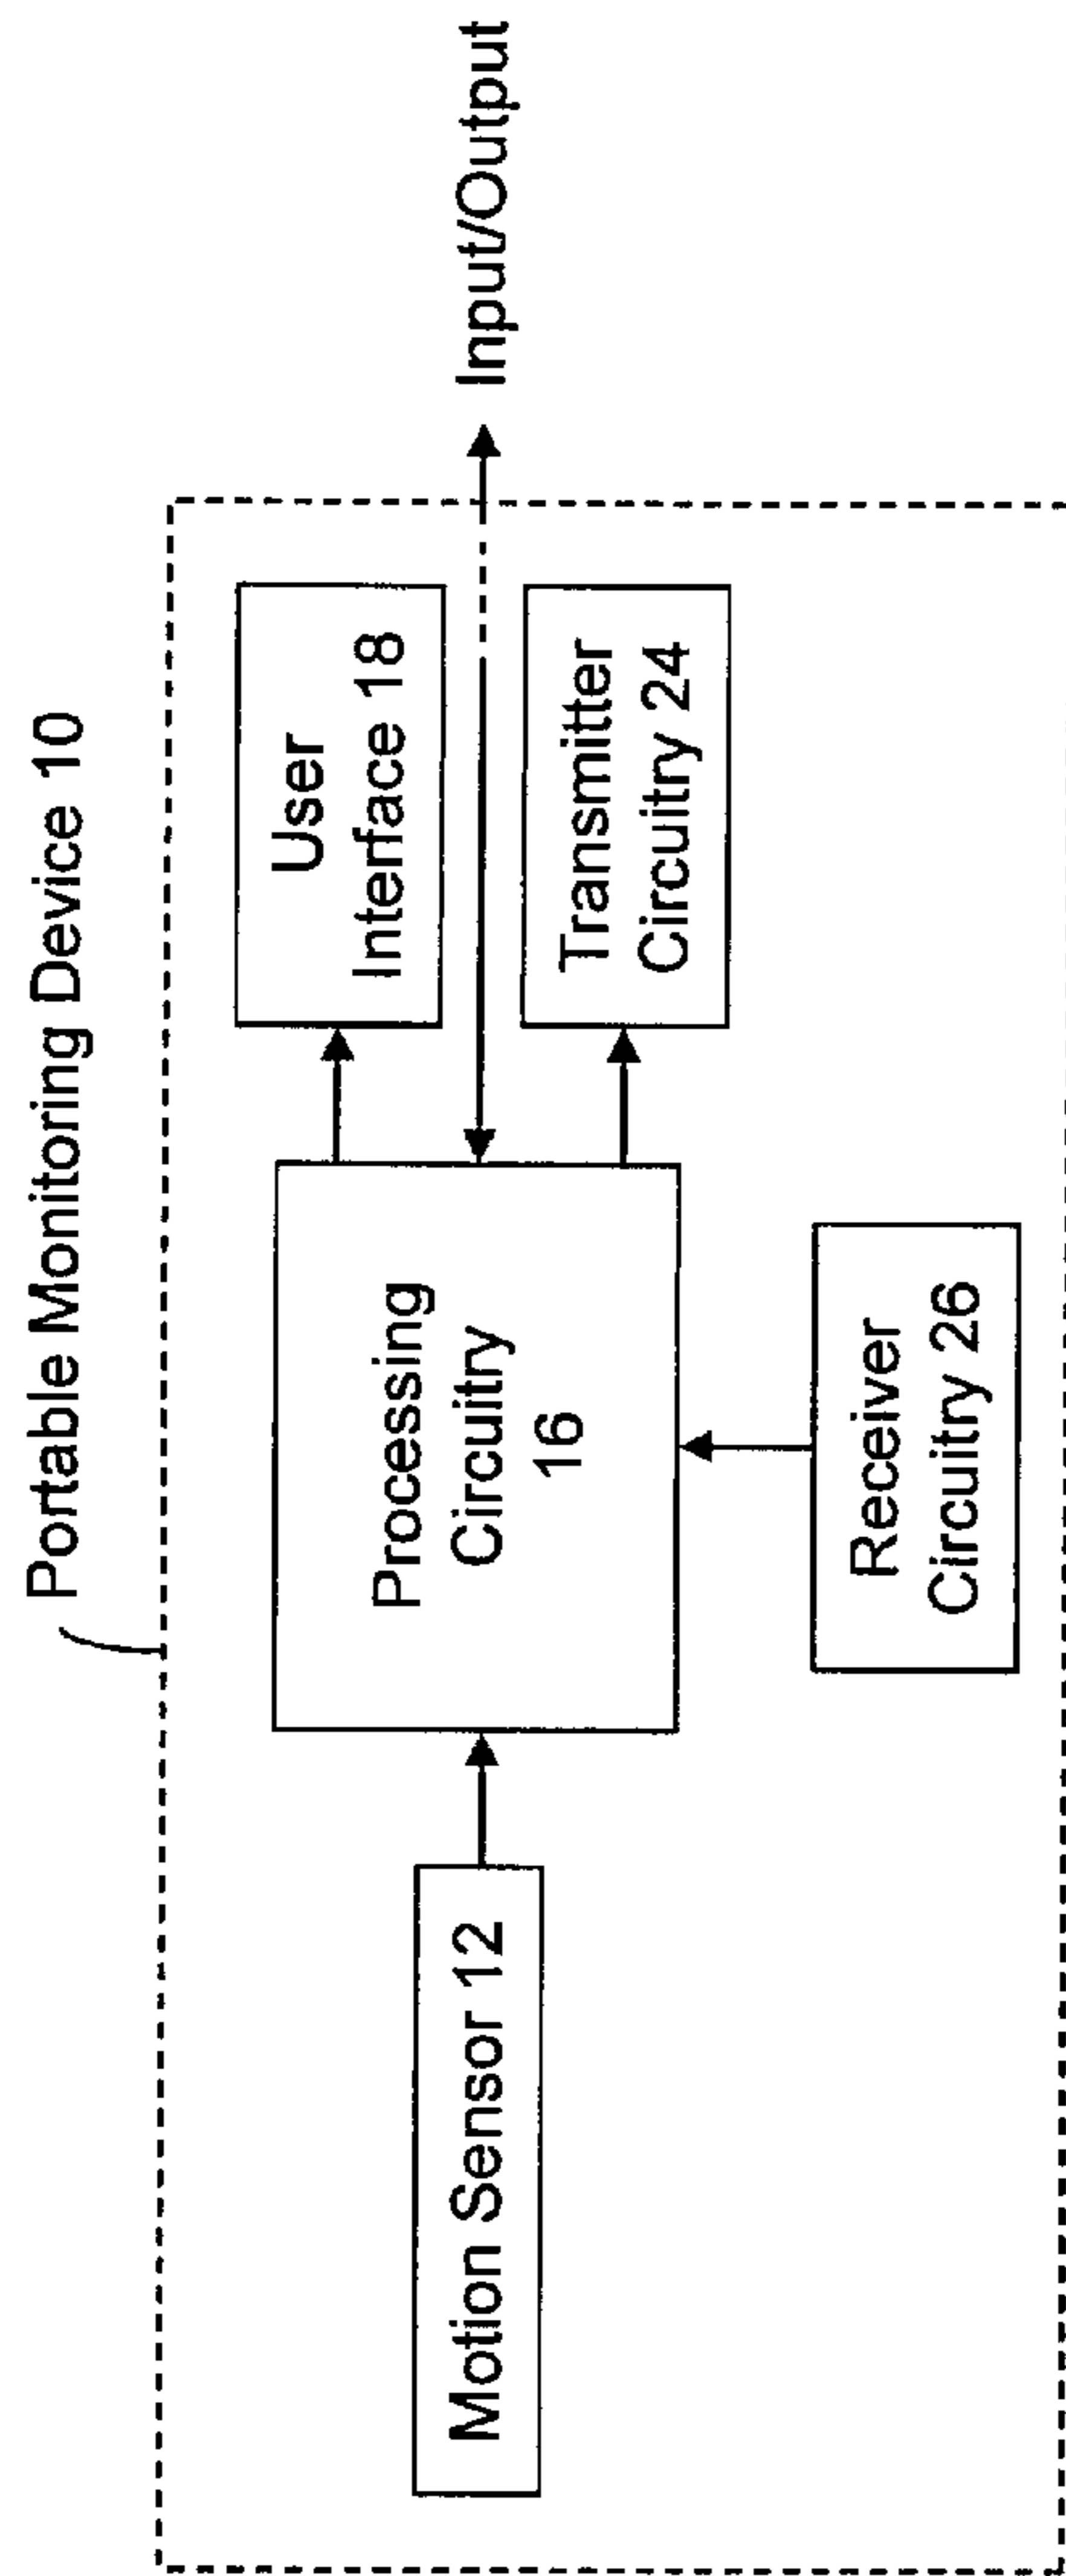 Portable Monitoring Device 10
Motion Sensor 12
Processing
Circuitry
16
User
Interface 18
Input/Output
Transmitter
Circuitry 24
Receiver
Circuitry 26